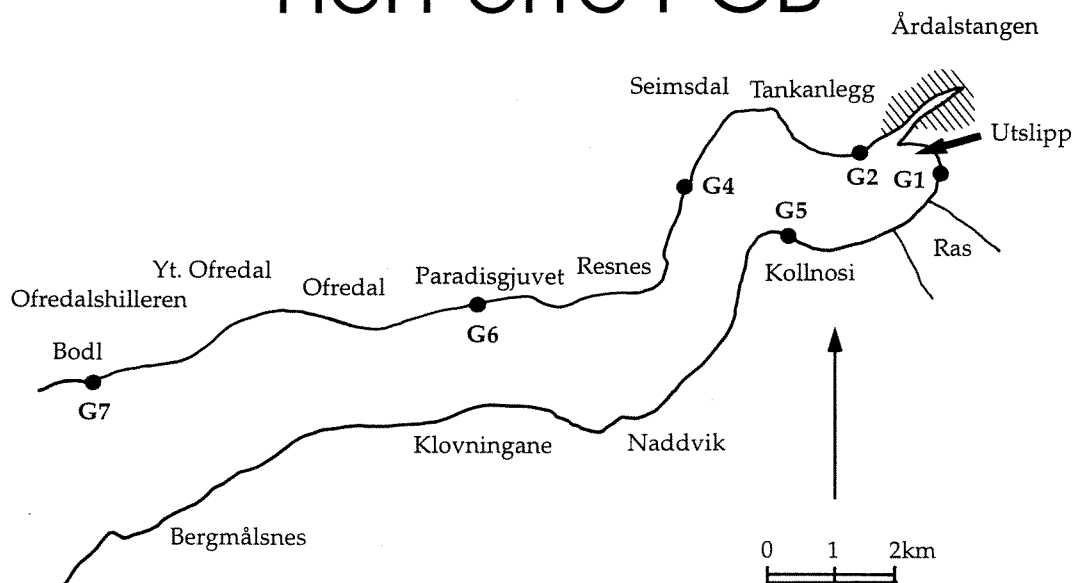 Årdalstangen
Seimsdal Tankanlegg
Utslipp
G2 G1
G4
G5
Ras
Kollnosi
Yt. Ofredal
Ofredalshilleren
Ofredal
Paradisgjuvet
Resnes
G6
Bodl
G7
Klovningane
Naddvik
Bergmålsnes
0 1 2km